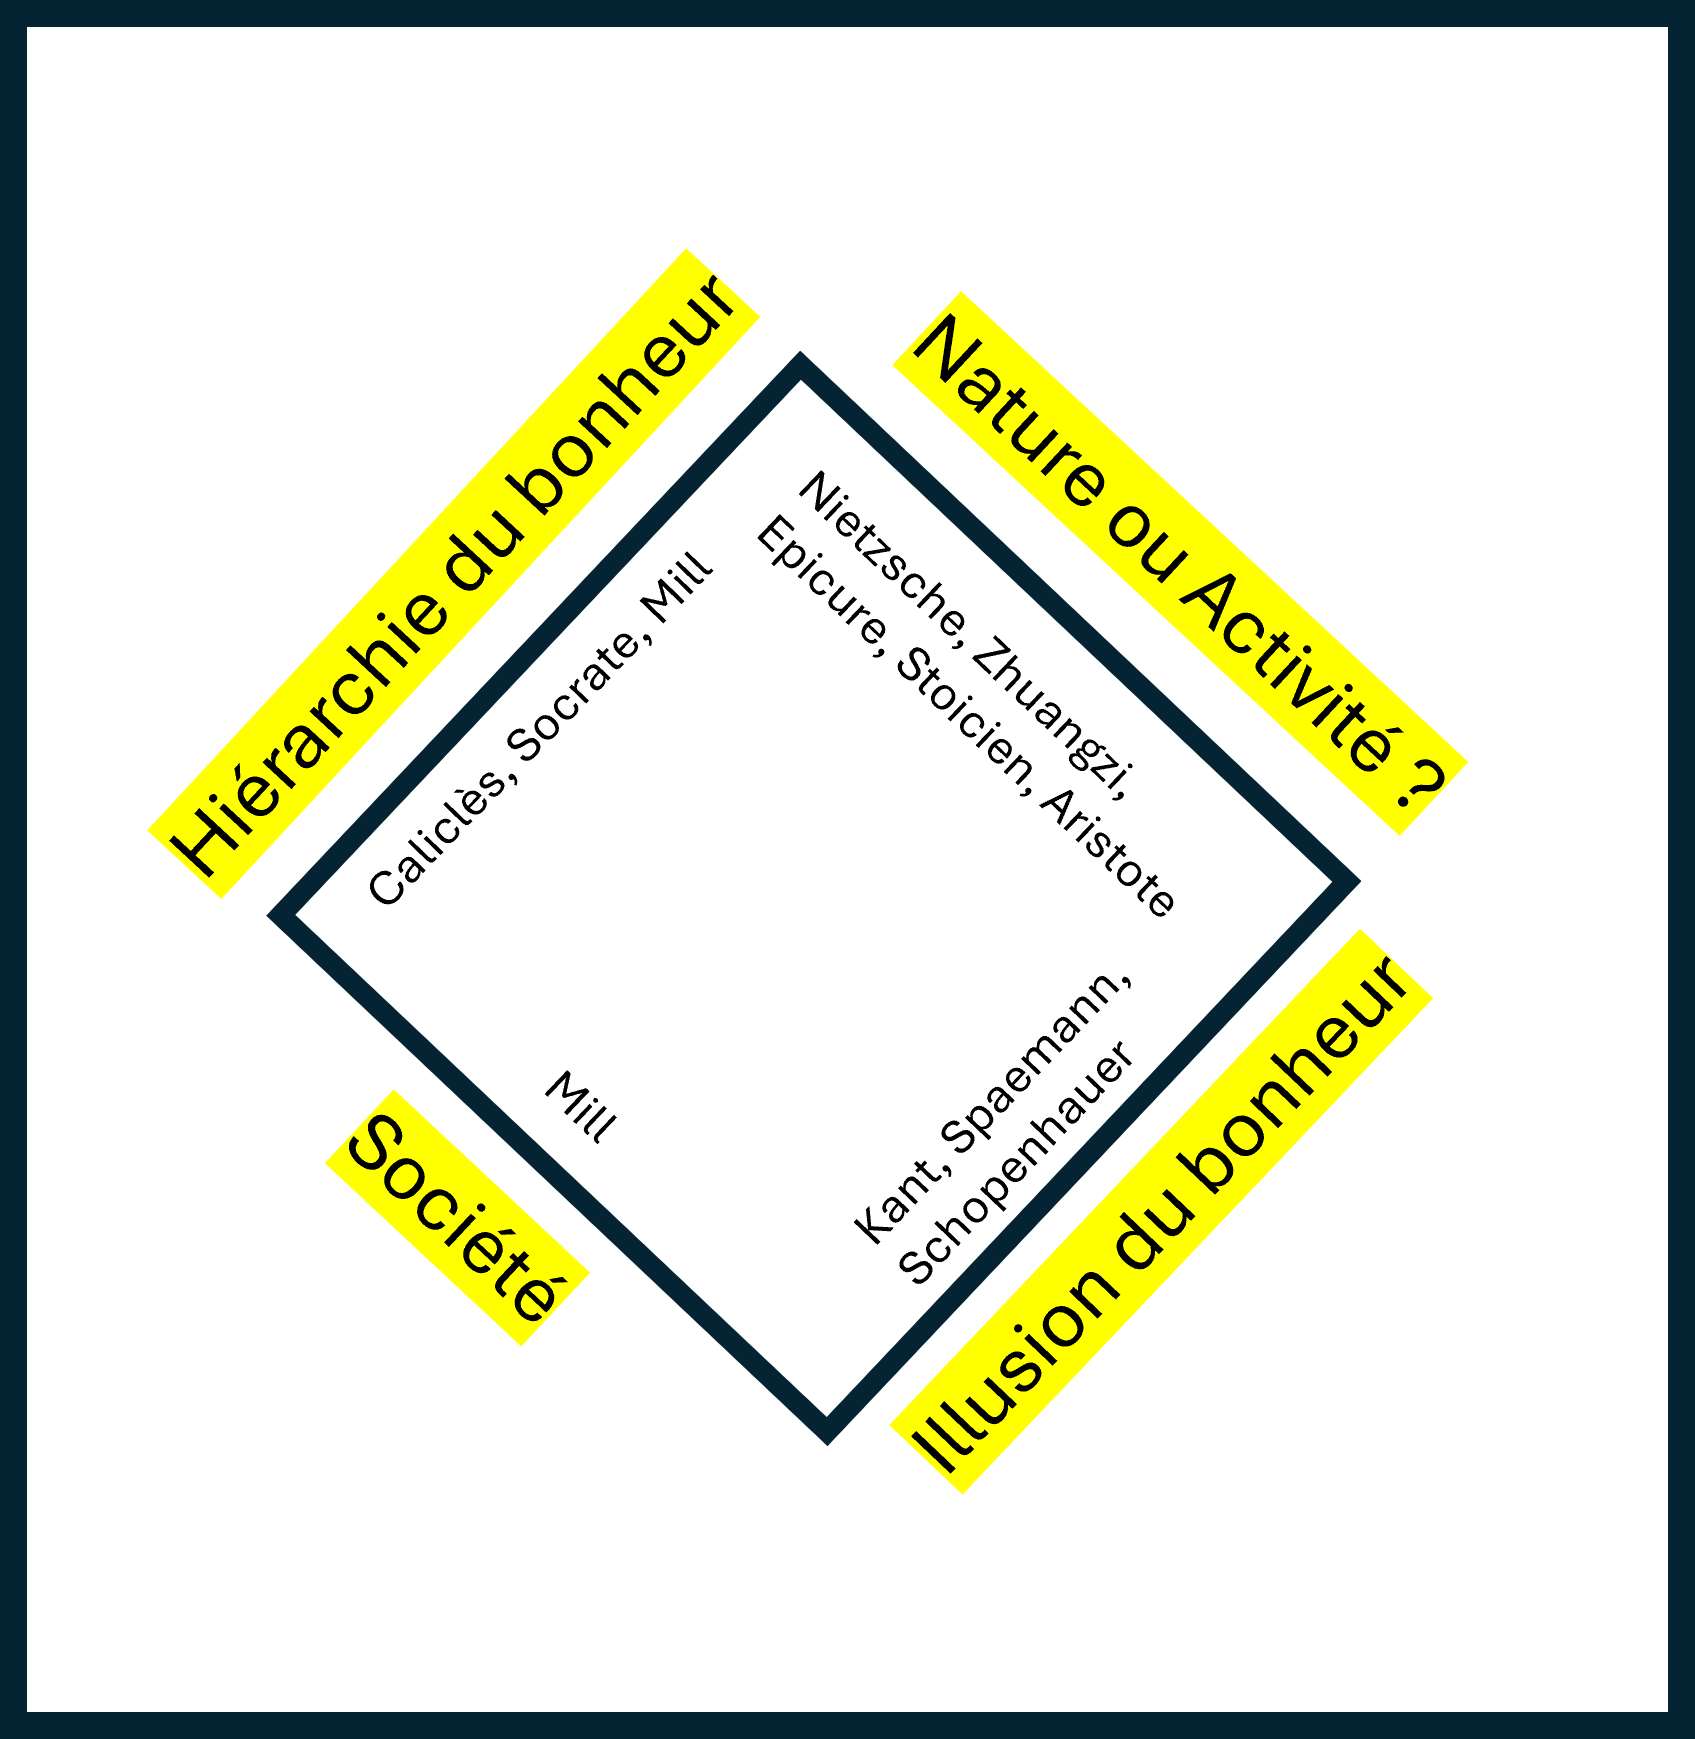 Hiérarchie du bonheur
Nature ou Activité ?
Caliclès, Socrate, Mill
Nietzsche, Zhuangzi,
Epicure, Stoicien, Aristote
Société
Mill
Kant, Spaemann,
Schopenhauer
Illusion du bonheur